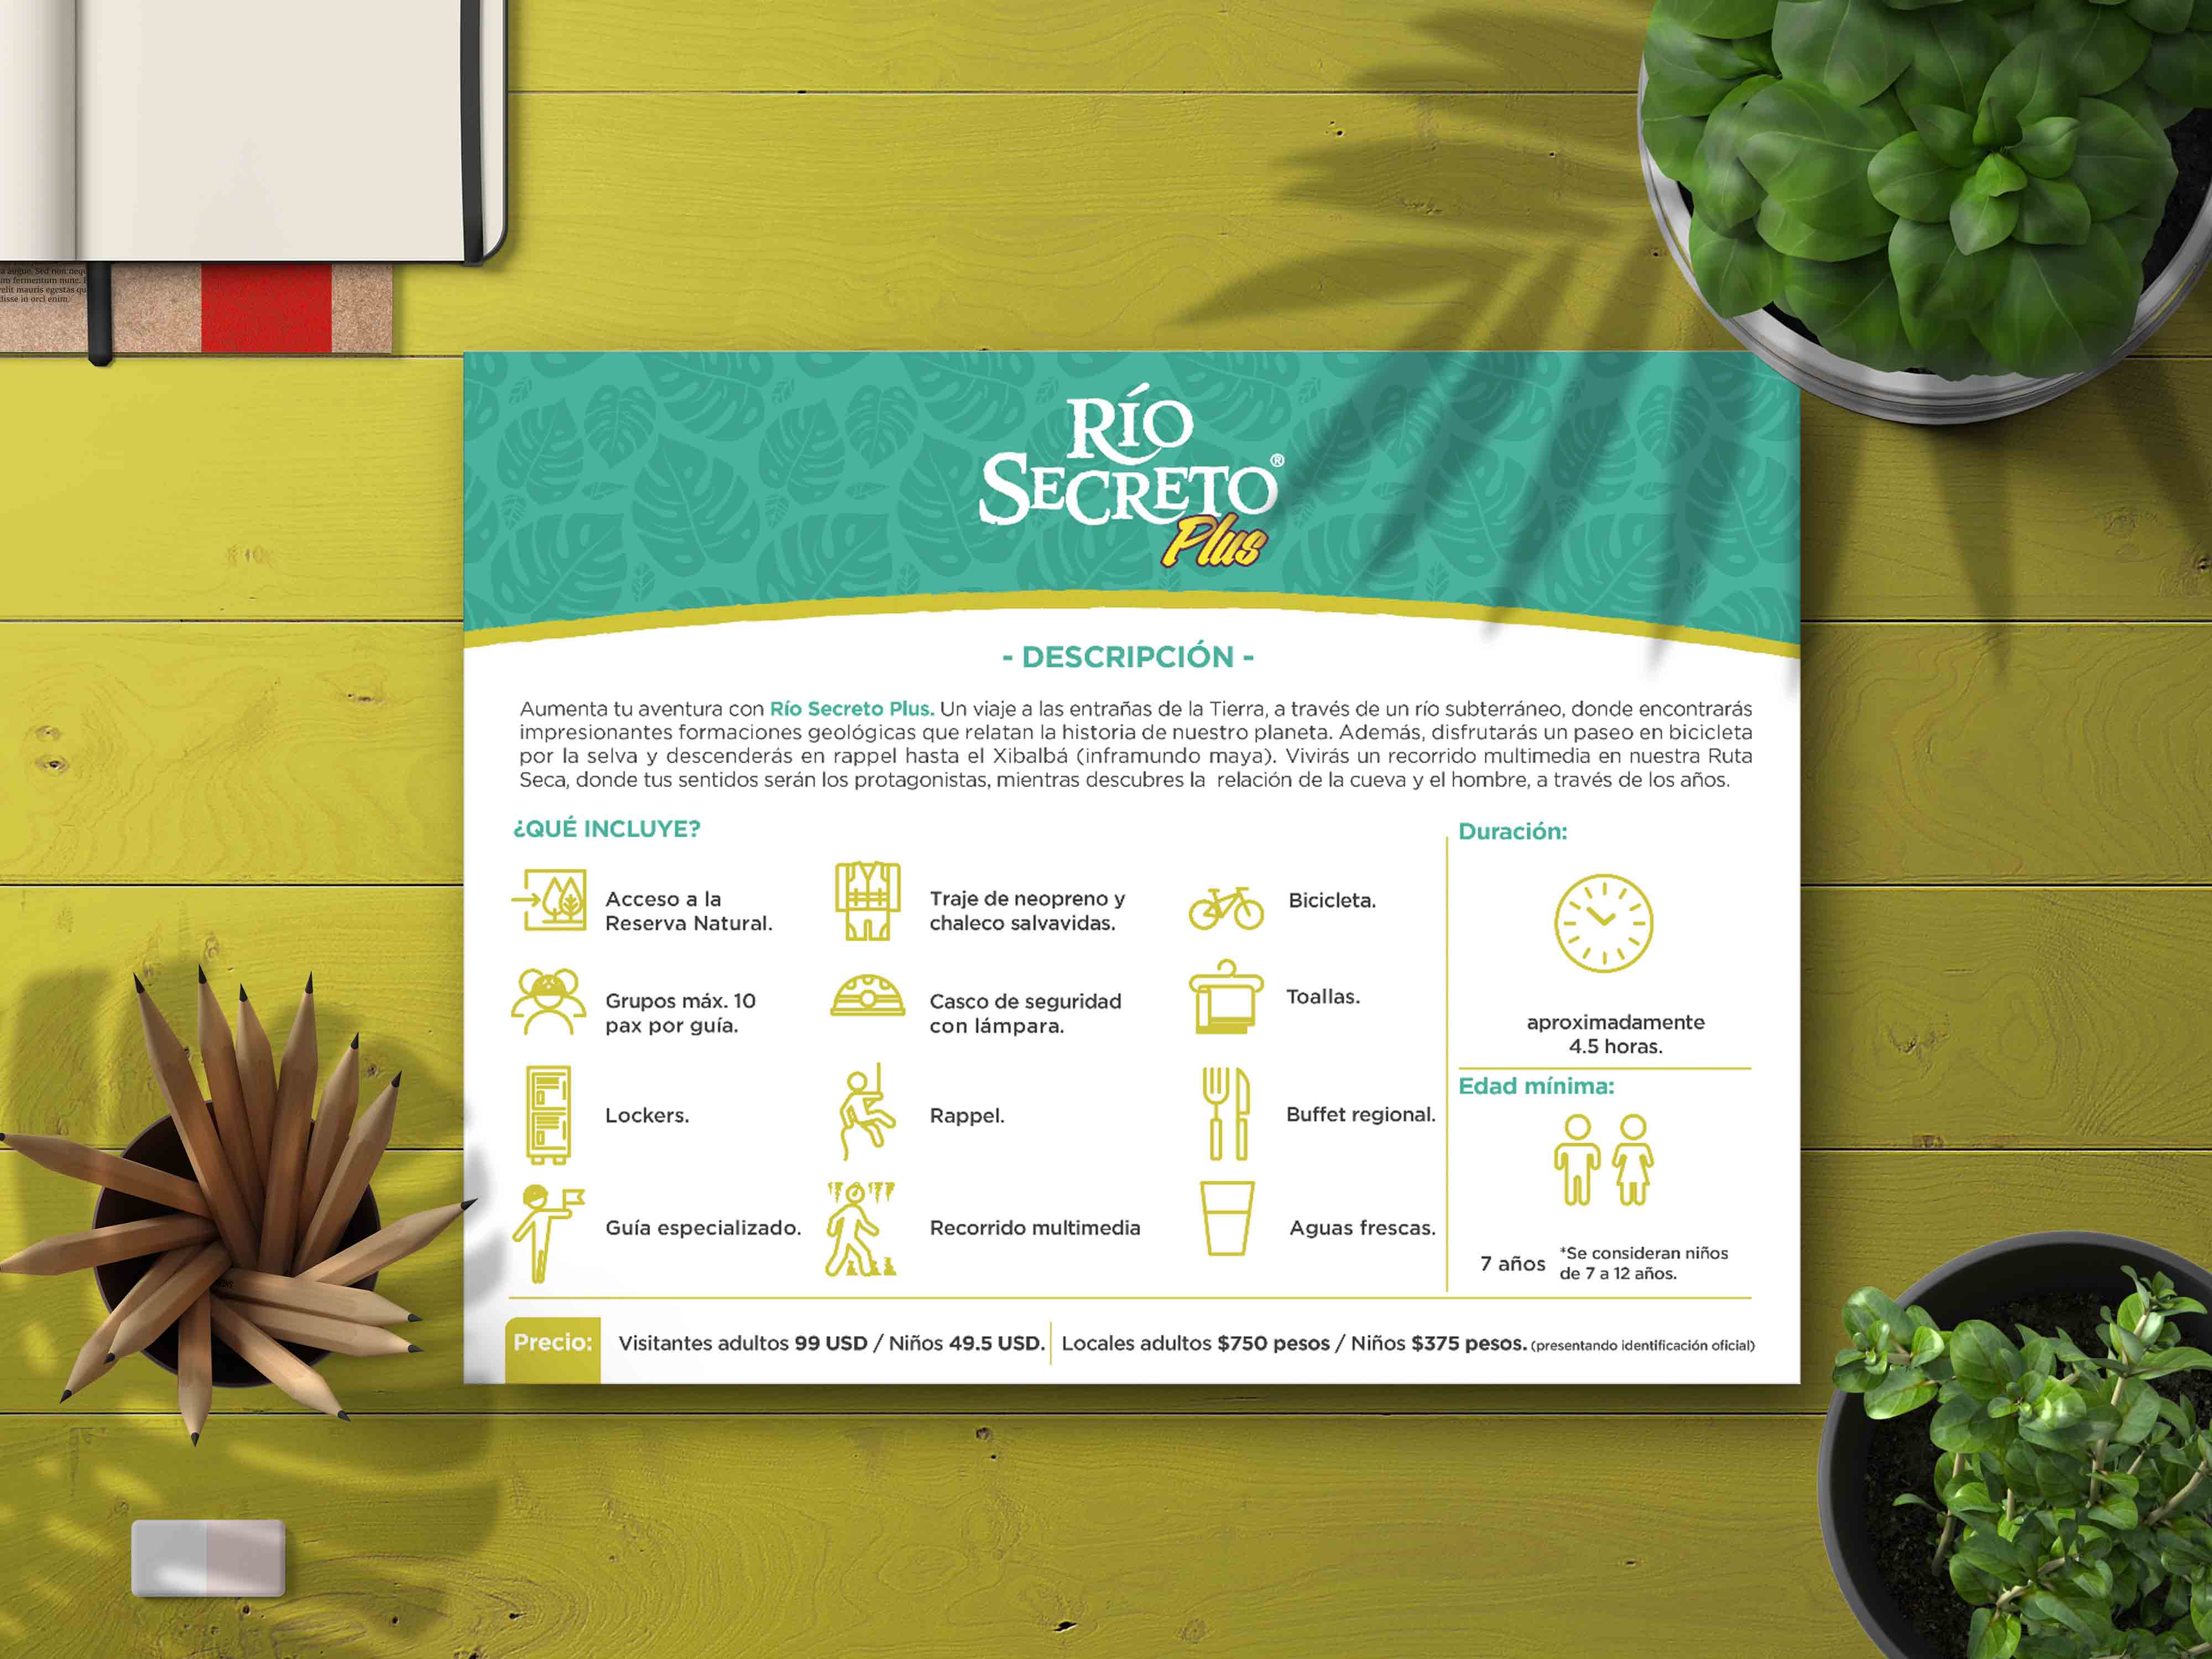 a augue. Sed non neq
m fermentum nunc.
elit mauris egestas qu
disse in orci enim.
RÍO
SECRETO®
Plus
- DESCRIPCIÓN -
Aumenta tu aventura con Río Secreto Plus. Un viaje a las entrañas de la Tierra, a través de un río subterráneo, donde encontrarás
impresionantes formaciones geológicas que relatan la historia de nuestro planeta. Además, disfrutarás un paseo en bicicleta
por la selva y descenderás en rappel hasta el Xibalbá (inframundo maya). Vivirás un recorrido multimedia en nuestra Ruta
Seca, donde tus sentidos serán los protagonistas, mientras descubres la relación de la cueva y el hombre, a través de los años.
¿QUÉ INCLUYE?
Acceso a la
Reserva Natural.
Grupos máx. 10
pax por guía.
Lockers.
Guía especializado.
Traje de neopreno y
chaleco salvavidas.
Casco de seguridad
con lámpara.
Rappel.
Recorrido multimedia
Bicicleta.
Toallas.
Buffet regional.
Aguas frescas.
Duración:
aproximadamente
4.5 horas.
Edad mínima:
7 años
*Se consideran niños
de 7 a 12 años.
Precio:
Visitantes adultos 99 USD / Niños 49.5 USD.
Locales adultos $750 pesos / Niños $375 pesos. (presentando identificación oficial)